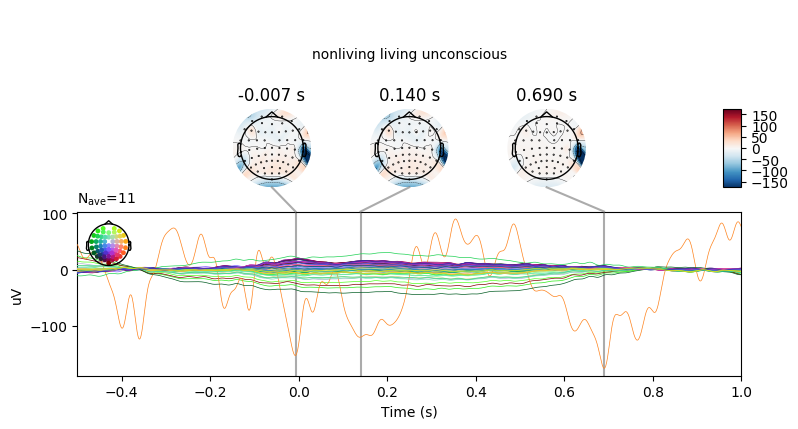 nonliving living unconscious
-0.007 s 0.140 s 0.690 s
150
100
50
0
−50
−100
−150
Nave=11
100
0
−100
uV
−0.4 −0.2 0.0 0.2 0.4 0.6 0.8 1.0
Time (s)